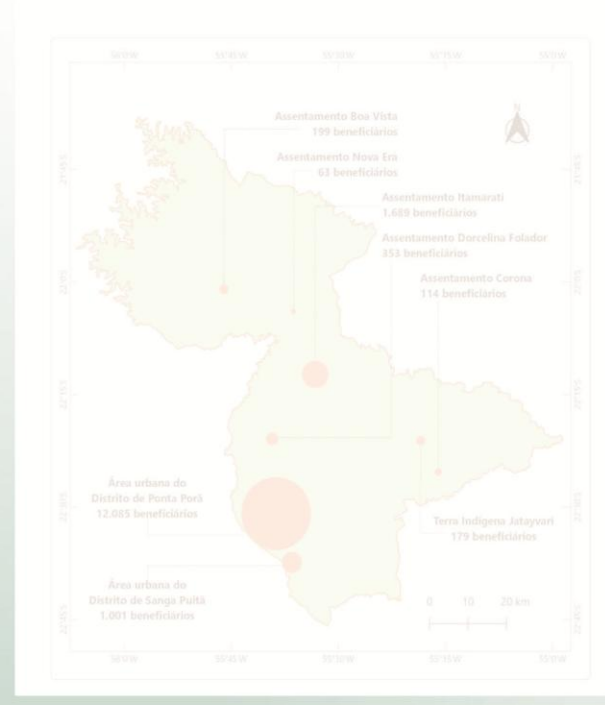 56°0'W 55°45'W 55°30'W 55°15'W 55°0'W
N
Assentamento Boa Vista
199 beneficiários
Assentamento Nova Era
63 beneficiários
Assentamento Itamarati
1.689 beneficiários
Assentamento Dorcelina Folador
353 beneficiários
Assentamento Corona
114 beneficiários
Área urbana do
Distrito de Ponta Porã
12.085 beneficiários
Terra Indígena Jatayvari
179 beneficiários
Área urbana do
Distrito de Sanga Puitã
1.001 beneficiários
0 10 20 km
56°0'W 55°45'W 55°30'W 55°15'W 55°0'W